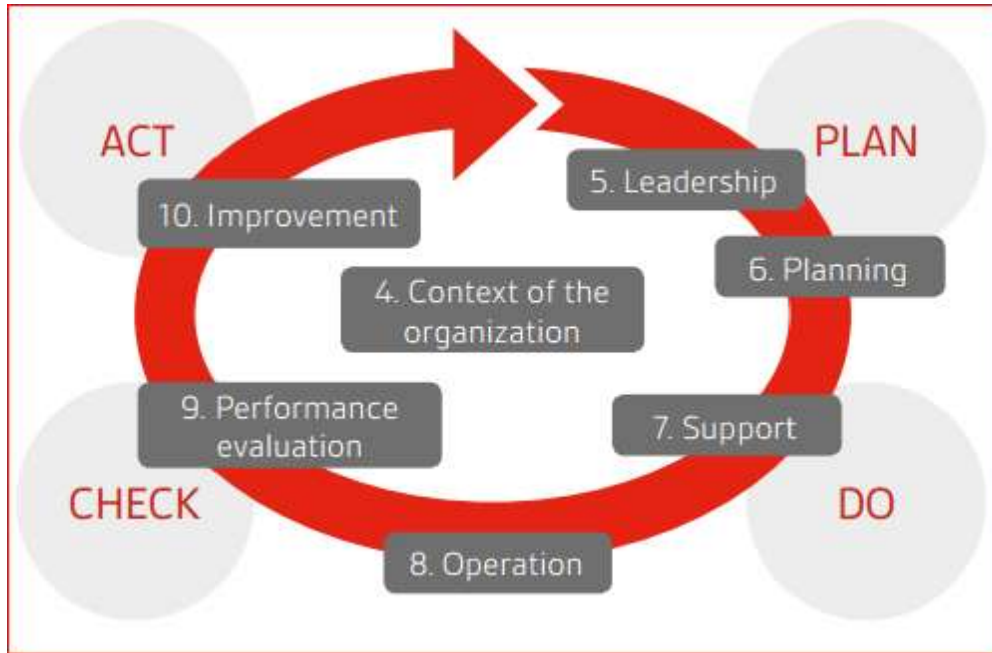 ACT
PLAN
5. Leadership
10. Improvement
6. Planning
4. Context of the
organization
9. Performance
evaluation
7. Support
CHECK
DO
8. Operation